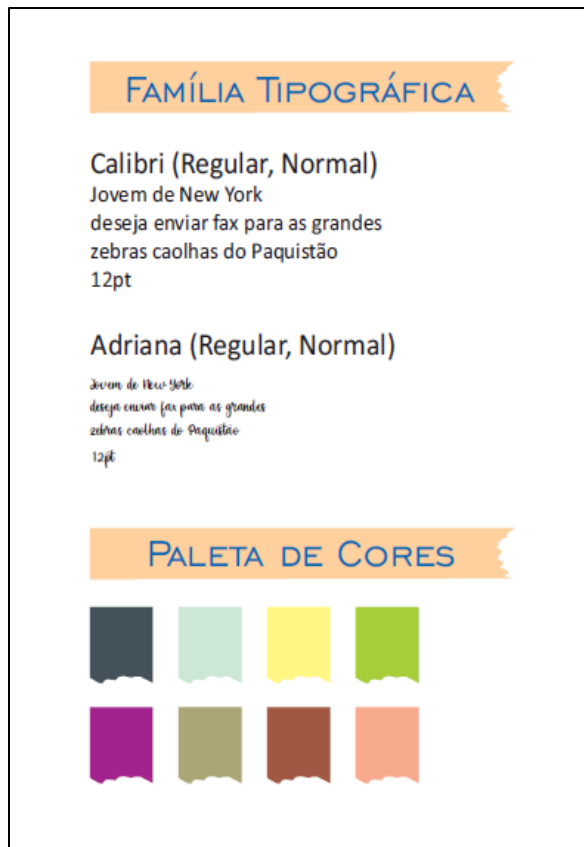 Família Tipográfica
Calibri (Regular, Normal)
Jovem de New York
deseja enviar fax para as grandes
zebras caolhas do Paquistão
12pt
Adriana (Regular, Normal)
Jovem de New York
deseja enviar fax para as grandes
zebras caolhas do Paquistão
12pt
Paleta de Cores